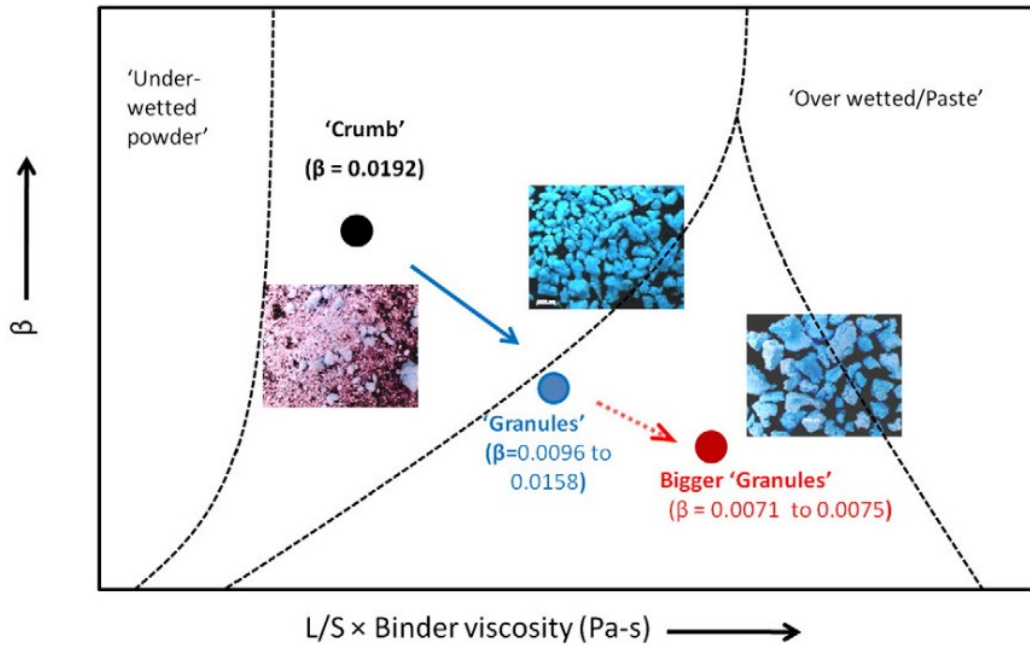 ‘Under-
wetted
powder’
‘Crumb’
(β = 0.0192)
‘Over wetted/Paste’
β
‘Granules’
(β=0.0096 to
0.0158)
Bigger ‘Granules’
(β = 0.0071 to 0.0075)
L/S × Binder viscosity (Pa-s)